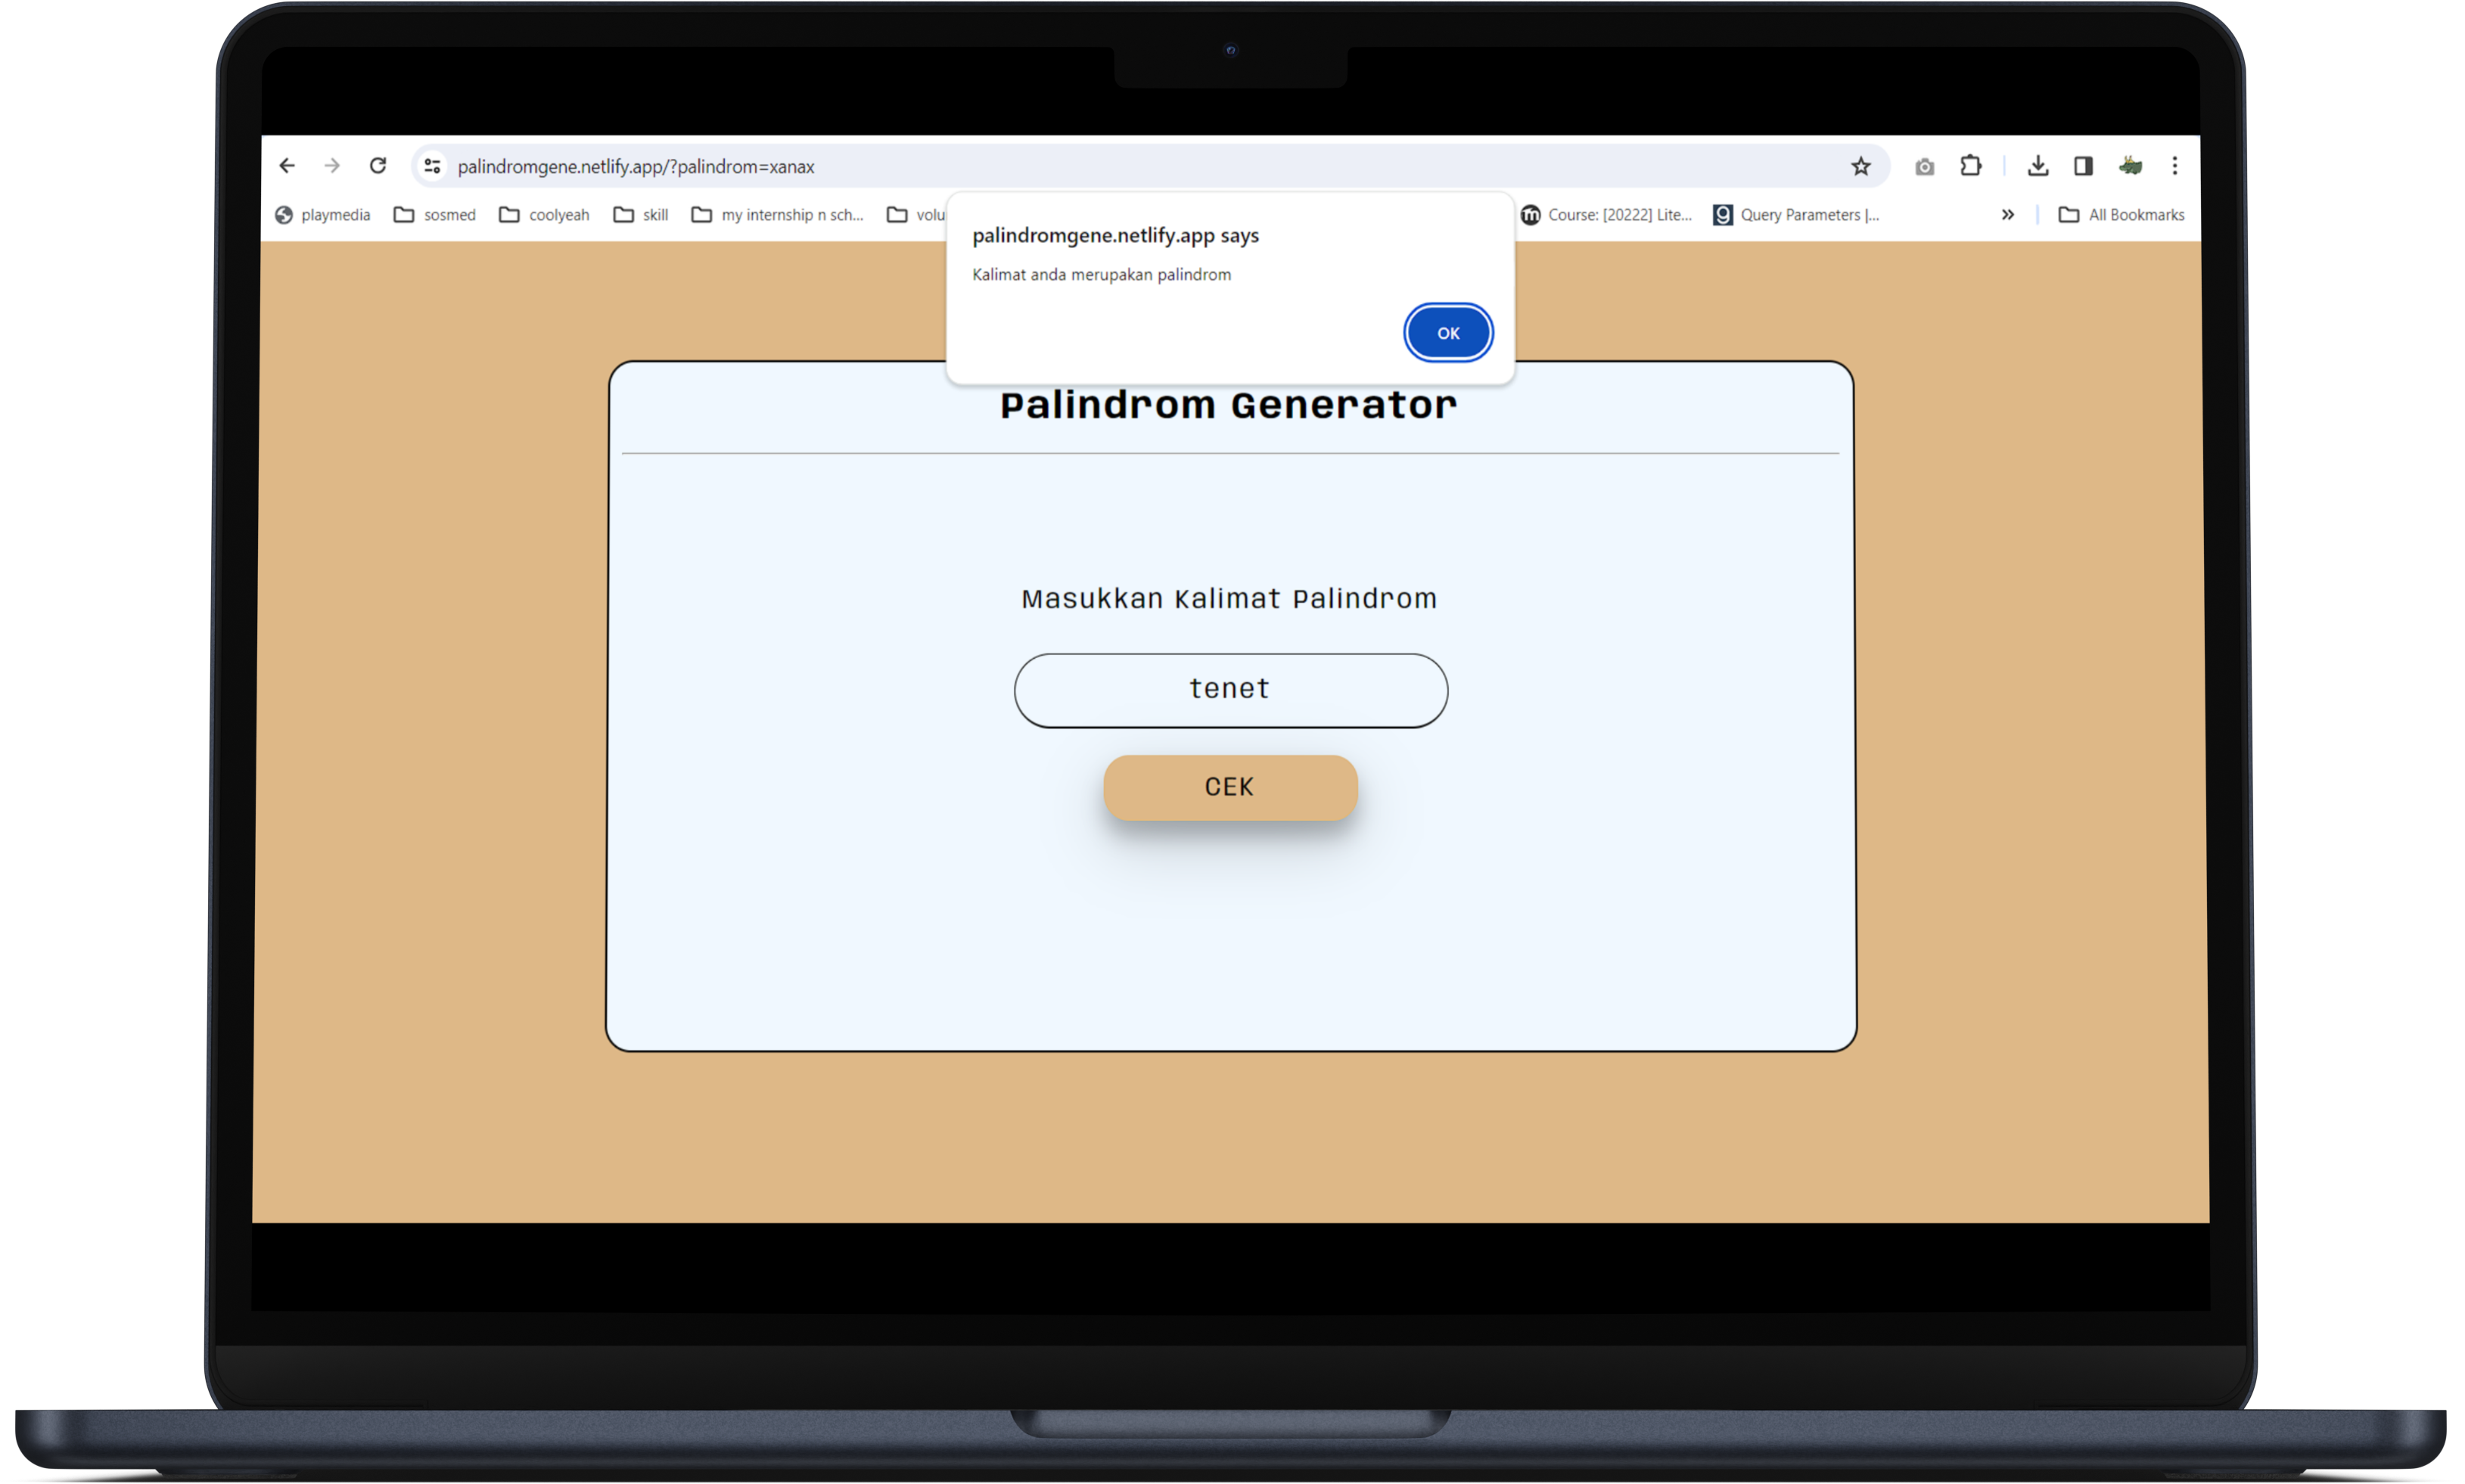 palindromgene.netlify.app/?palindrom=xanax
playmedia sosmed coolyeah skill my internship n sch... volu Course: [20222] Lite... Query Parameters |... » All Bookmarks
palindromgene.netlify.app says
Kalimat anda merupakan palindrom
OK
Palindrom Generator
Masukkan Kalimat Palindrom
tenet
CEK